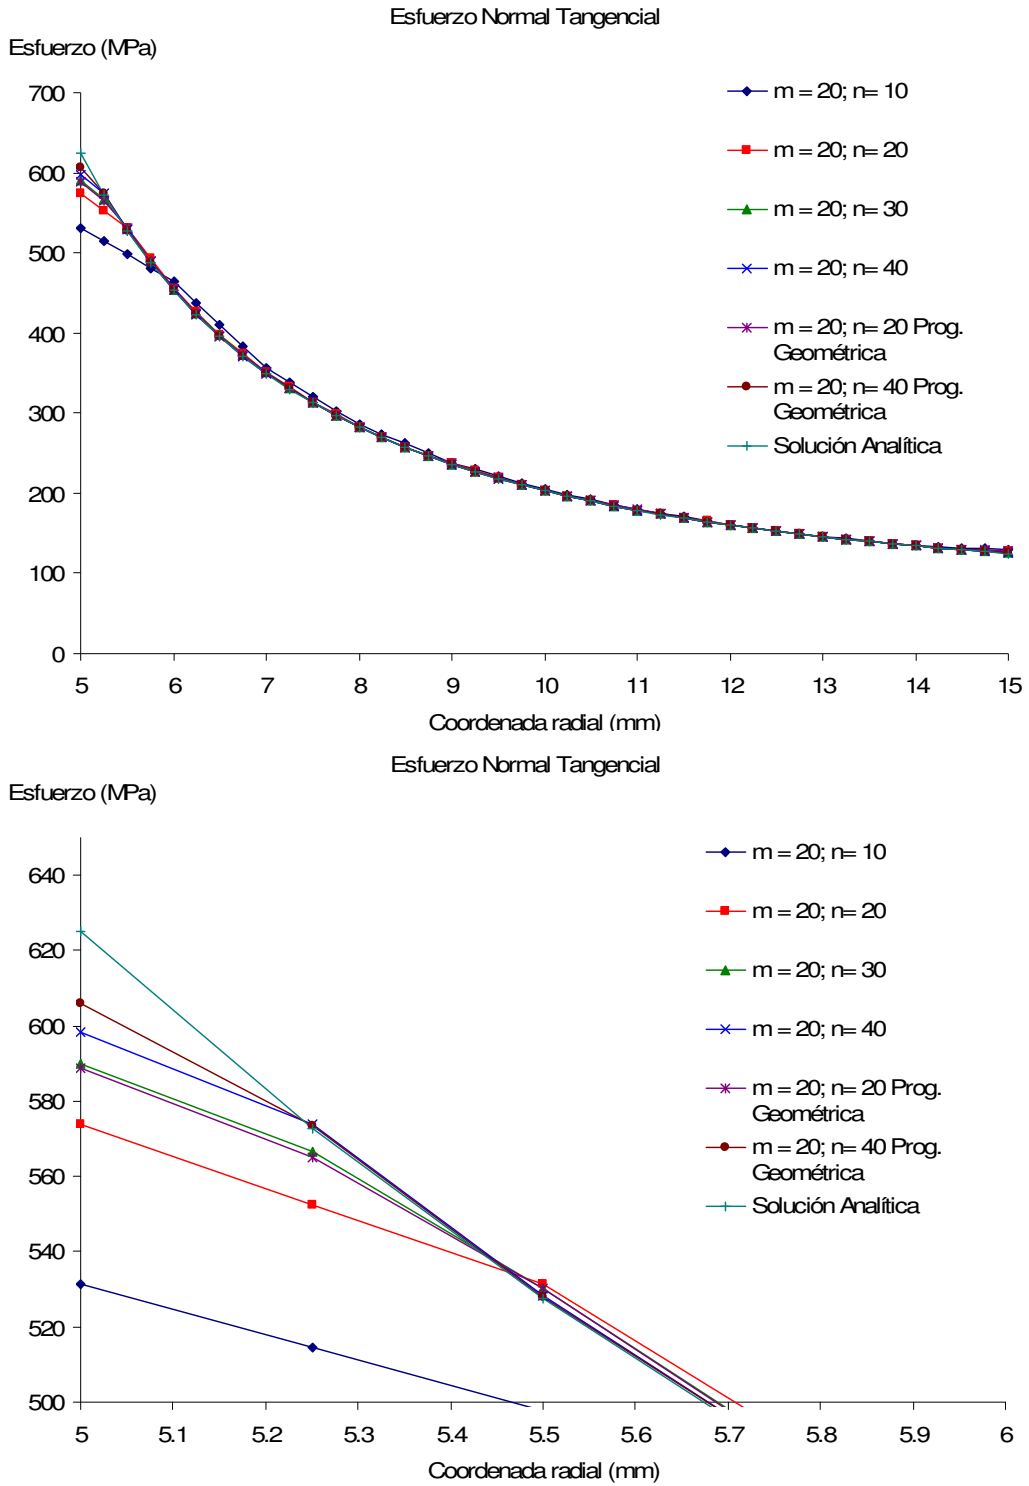 Esfuerzo Normal Tangencial
Esfuerzo (MPa)
700
600
500
400
300
200
100
0
5 6 7 8 9 10 11 12 13 14 15
Coordenada radial (mm)
m = 20; n= 10
m = 20; n= 20
m = 20; n= 30
m = 20; n= 40
m = 20; n= 20 Prog.
Geométrica
m = 20; n= 40 Prog.
Geométrica
Solución Analítica
Esfuerzo Normal Tangencial
Esfuerzo (MPa)
640
620
600
580
560
540
520
500
5 5.1 5.2 5.3 5.4 5.5 5.6 5.7 5.8 5.9 6
Coordenada radial (mm)
m = 20; n= 10
m = 20; n= 20
m = 20; n= 30
m = 20; n= 40
m = 20; n= 20 Prog.
Geométrica
m = 20; n= 40 Prog.
Geométrica
Solución Analítica